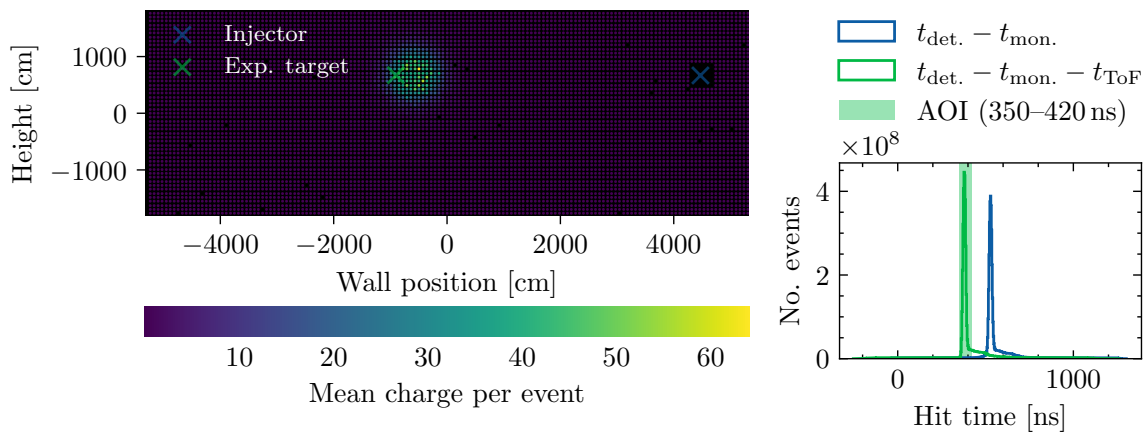 Injector
Exp. target
1000
0
−1000
Height [cm]
−4000 −2000 0 2000 4000
Wall position [cm]
10 20 30 40 50 60
Mean charge per event
t_det. − t_mon.
t_det. − t_mon. − t_ToF
AOI (350–420 ns)
×10^8
4
2
0
No. events
0 1000
Hit time [ns]